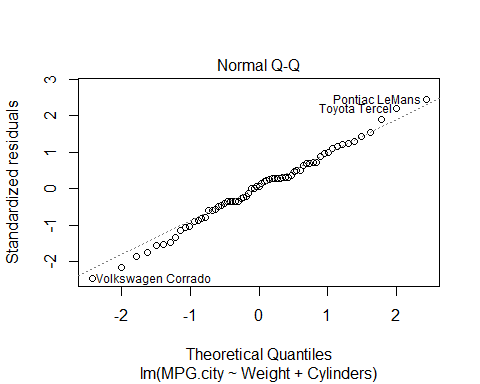 Normal Q-Q
Standardized residuals
3
2
1
0
-1
-2
Pontiac LeMans
Toyota Tercel
Volkswagen Corrado
-2 -1 0 1 2
Theoretical Quantiles
lm(MPG.city ~ Weight + Cylinders)